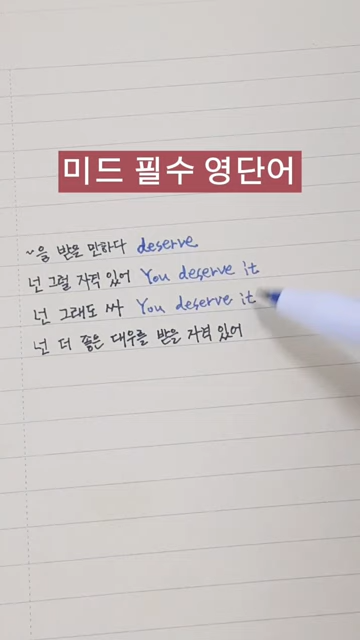 미드 필수 영단어
~을 받을 만하다 deserve
넌 그럴 자격 있어 You deserve it
넌 그래도 싸 You deserve it
넌 더 좋은 대우를 받을 자격 있어